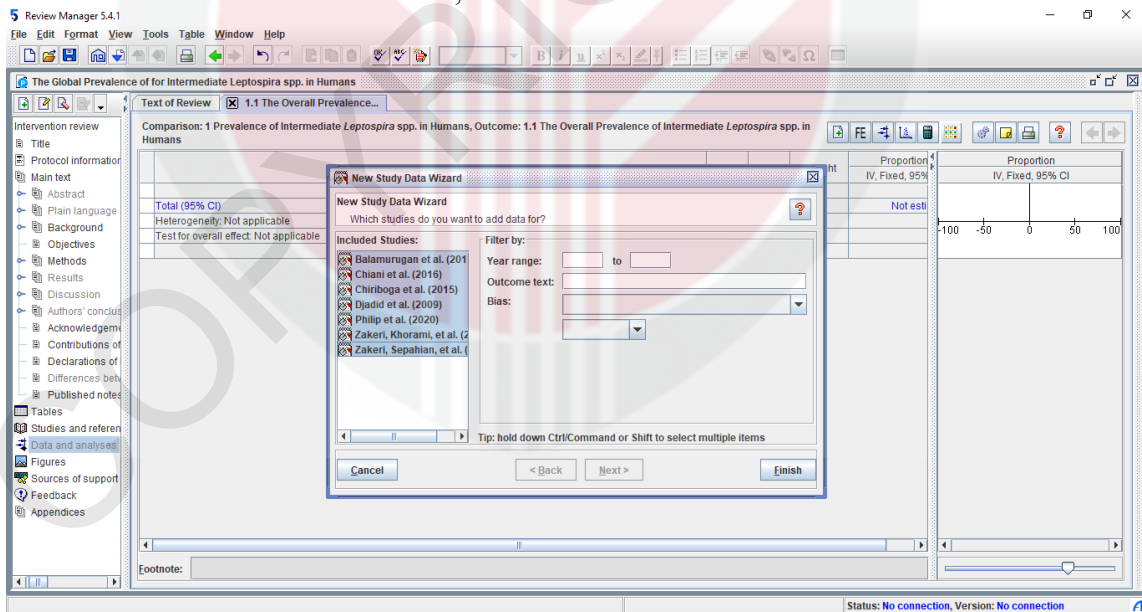 5 Review Manager 5.4.1
File Edit Format View Tools Table Window Help
The Global Prevalence of for Intermediate Leptospira spp. in Humans
Text of Review 1.1 The Overall Prevalence...
Intervention review
Title
Protocol information
Main text
Abstract
Plain language
Background
Objectives
Methods
Results
Discussion
Authors' conclus
Acknowledgeme
Contributions of
Declarations of
Differences betw
Published notes
Tables
Studies and referen
Data and analyses
Figures
Sources of support
Feedback
Appendices
Comparison: 1 Prevalence of Intermediate Leptospira spp. in Humans, Outcome: 1.1 The Overall Prevalence of Intermediate Leptospira spp. in
Humans
FE
ht Proportion Proportion
IV, Fixed, 95% IV, Fixed, 95% CI
Total (95% CI) Not esti
Heterogeneity: Not applicable
Test for overall effect: Not applicable
-100 -50 0 50 100
New Study Data Wizard
New Study Data Wizard
Which studies do you want to add data for?
Included Studies:
Balamurugan et al. (201
Chiani et al. (2016)
Chiriboga et al. (2015)
Djadid et al. (2009)
Philip et al. (2020)
Zakeri, Khorami, et al. (2
Zakeri, Sepahian, et al. (
Filter by:
Year range: to
Outcome text:
Bias:
Tip: hold down Ctrl/Command or Shift to select multiple items
Cancel < Back Next > Finish
Footnote:
Status: No connection, Version: No connection